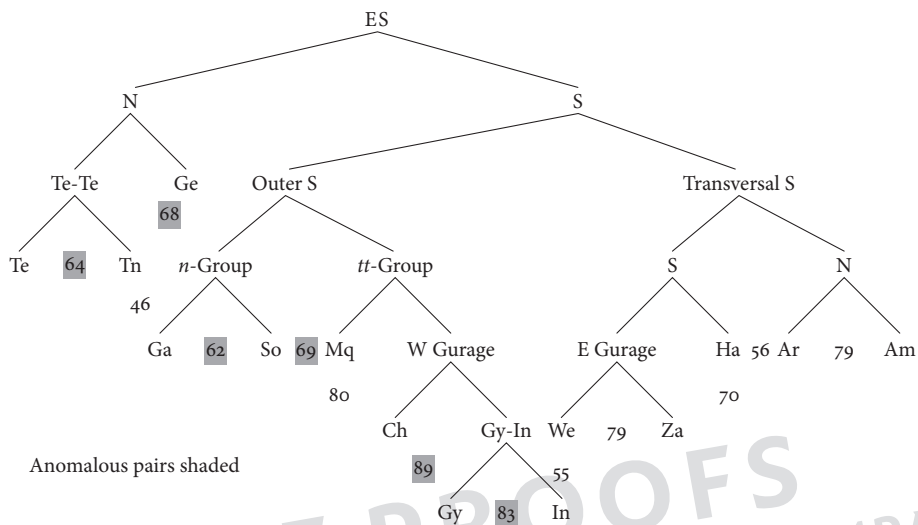 ES
N S
Te-Te Ge Outer S Transversal S
68
Te 64 Tn n-Group tt-Group S N
46
Ga 62 So 69 Mq W Gurage E Gurage Ha 56 Ar 79 Am
80 70
Ch Gy-In We 79 Za
Anomalous pairs shaded 89 55
Gy 83 In
PROOFS